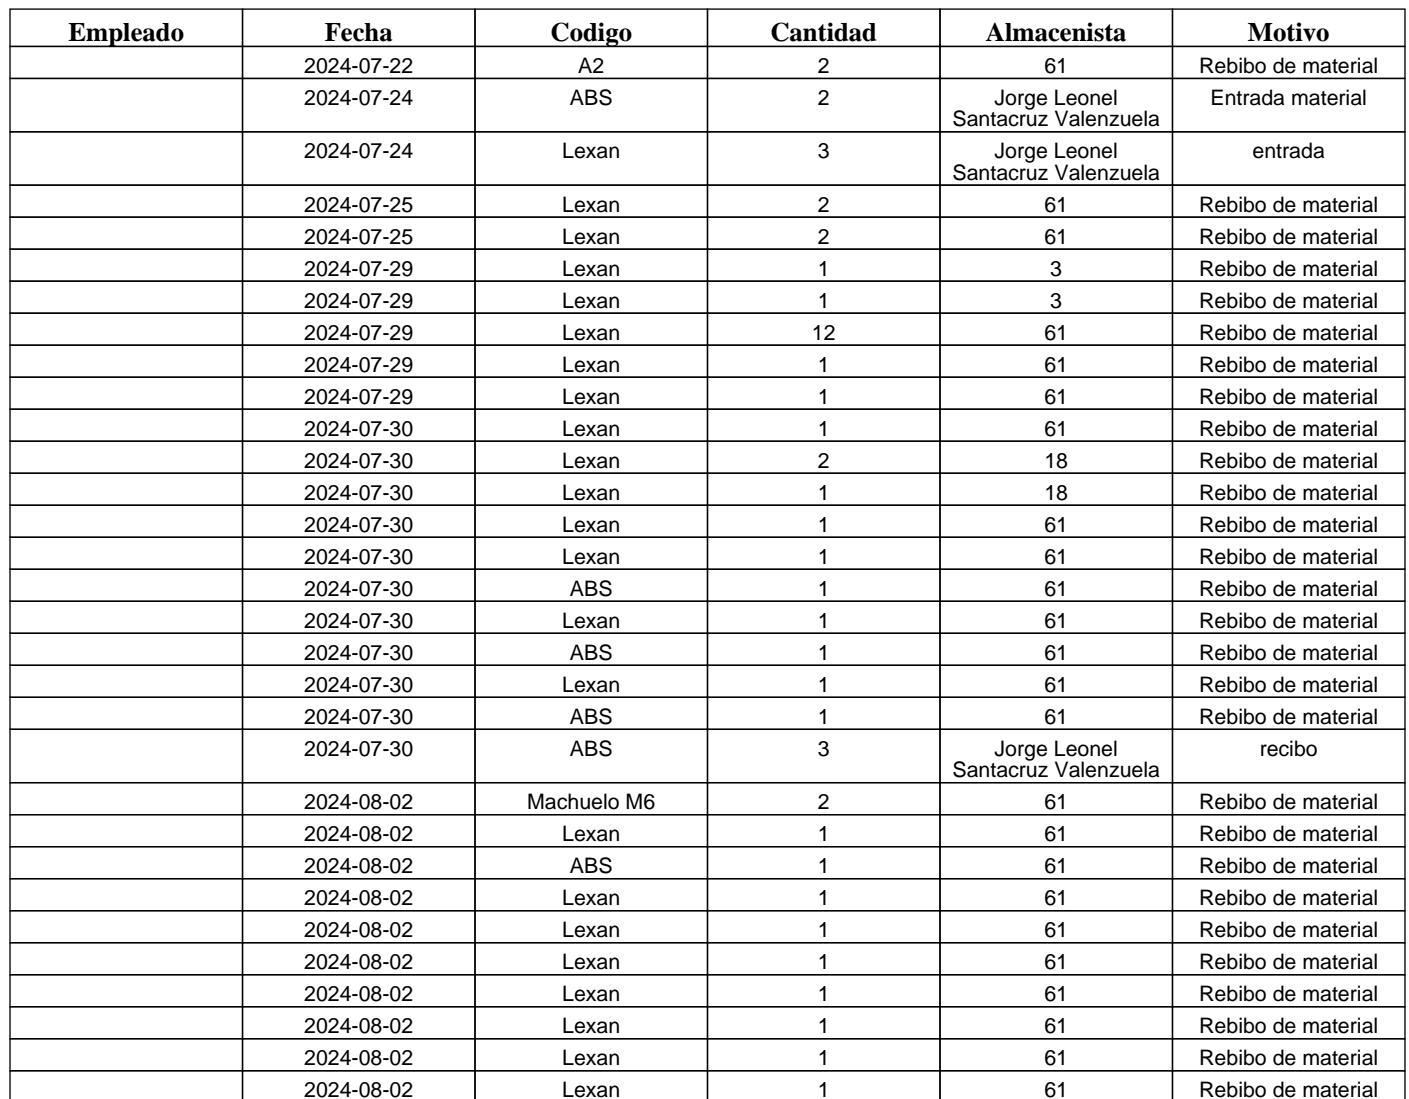 Empleado Fecha Codigo Cantidad Almacenista Motivo
2024-07-22 A2 2 61 Rebibo de material
2024-07-24 ABS 2 Jorge Leonel Entrada material
Santacruz Valenzuela
2024-07-24 Lexan 3 Jorge Leonel entrada
Santacruz Valenzuela
2024-07-25 Lexan 2 61 Rebibo de material
2024-07-25 Lexan 2 61 Rebibo de material
2024-07-29 Lexan 1 3 Rebibo de material
2024-07-29 Lexan 1 3 Rebibo de material
2024-07-29 Lexan 12 61 Rebibo de material
2024-07-29 Lexan 1 61 Rebibo de material
2024-07-29 Lexan 1 61 Rebibo de material
2024-07-30 Lexan 1 61 Rebibo de material
2024-07-30 Lexan 2 18 Rebibo de material
2024-07-30 Lexan 1 18 Rebibo de material
2024-07-30 Lexan 1 61 Rebibo de material
2024-07-30 Lexan 1 61 Rebibo de material
2024-07-30 ABS 1 61 Rebibo de material
2024-07-30 Lexan 1 61 Rebibo de material
2024-07-30 ABS 1 61 Rebibo de material
2024-07-30 Lexan 1 61 Rebibo de material
2024-07-30 ABS 1 61 Rebibo de material
2024-07-30 ABS 3 Jorge Leonel recibo
Santacruz Valenzuela
2024-08-02 Machuelo M6 2 61 Rebibo de material
2024-08-02 Lexan 1 61 Rebibo de material
2024-08-02 ABS 1 61 Rebibo de material
2024-08-02 Lexan 1 61 Rebibo de material
2024-08-02 Lexan 1 61 Rebibo de material
2024-08-02 Lexan 1 61 Rebibo de material
2024-08-02 Lexan 1 61 Rebibo de material
2024-08-02 Lexan 1 61 Rebibo de material
2024-08-02 Lexan 1 61 Rebibo de material
2024-08-02 Lexan 1 61 Rebibo de material